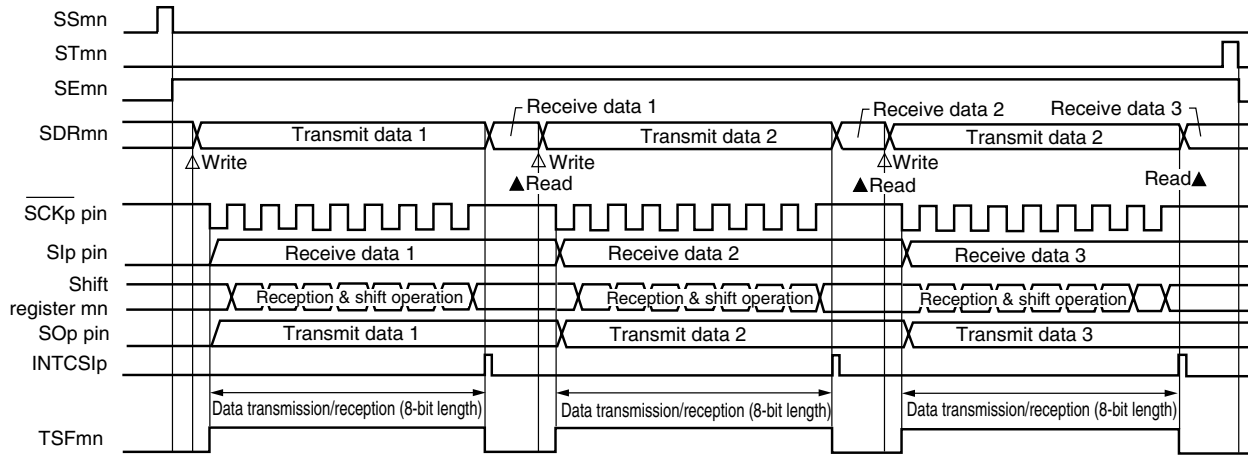 SSmn
STmn
SEmn
Receive data 1
Receive data 2
Receive data 3
SDRmn
Transmit data 1
Transmit data 2
Transmit data 2
△Write
△Write
△Write
▲Read
▲Read
Read▲
SCKp pin
SIp pin
Receive data 1
Receive data 2
Receive data 3
Shift
register mn
Reception & shift operation
Reception & shift operation
Reception & shift operation
SOp pin
Transmit data 1
Transmit data 2
Transmit data 3
INTCSIp
Data transmission/reception (8-bit length)
Data transmission/reception (8-bit length)
Data transmission/reception (8-bit length)
TSFmn